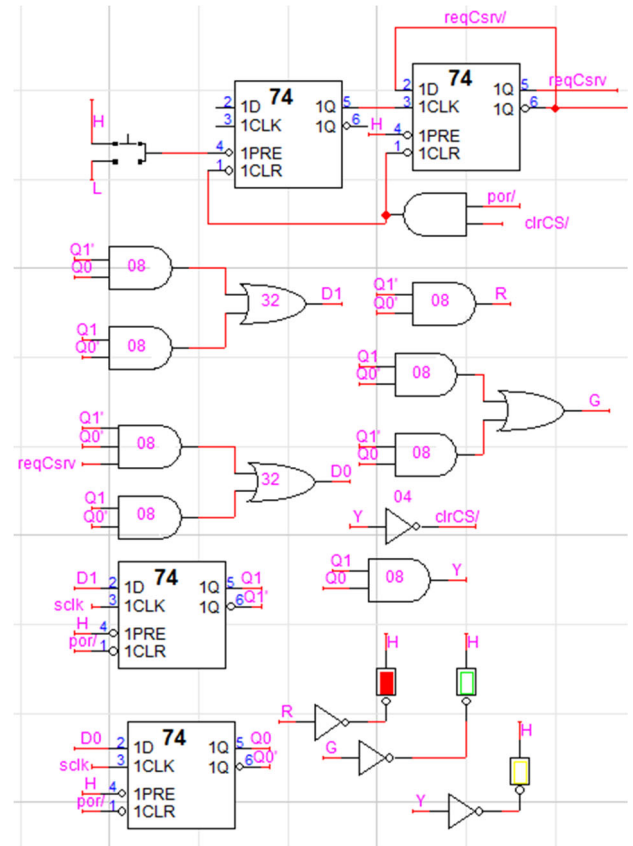 reqCsrv/
74
2 1D 1Q 5
3 1CLK 1Q 6
4 1PRE
1 1CLR
74
2 1D 1Q 5 reqCsrv
3 1CLK 1Q 6
H 4 1PRE
1 1CLR
H
L
por/
clrCS/
Q1'
Q0
08
Q1
Q0'
08
32
D1
Q1'
Q0'
08
R
Q1
Q0'
08
Q1'
Q0
08
G
Q1'
Q0'
reqCsrv
08
Q1
Q0'
08
32
D0
04
Y
clrCS/
Q1
Q0
08
Y
74
D1 2 1D 1Q 5 Q1
sclk 3 1CLK 1Q 6 Q1'
H 4 1PRE
por/ 1 1CLR
74
D0 2 1D 1Q 5 Q0
sclk 3 1CLK 1Q 6 Q0'
H 4 1PRE
por/ 1 1CLR
H
H
R
G
H
Y